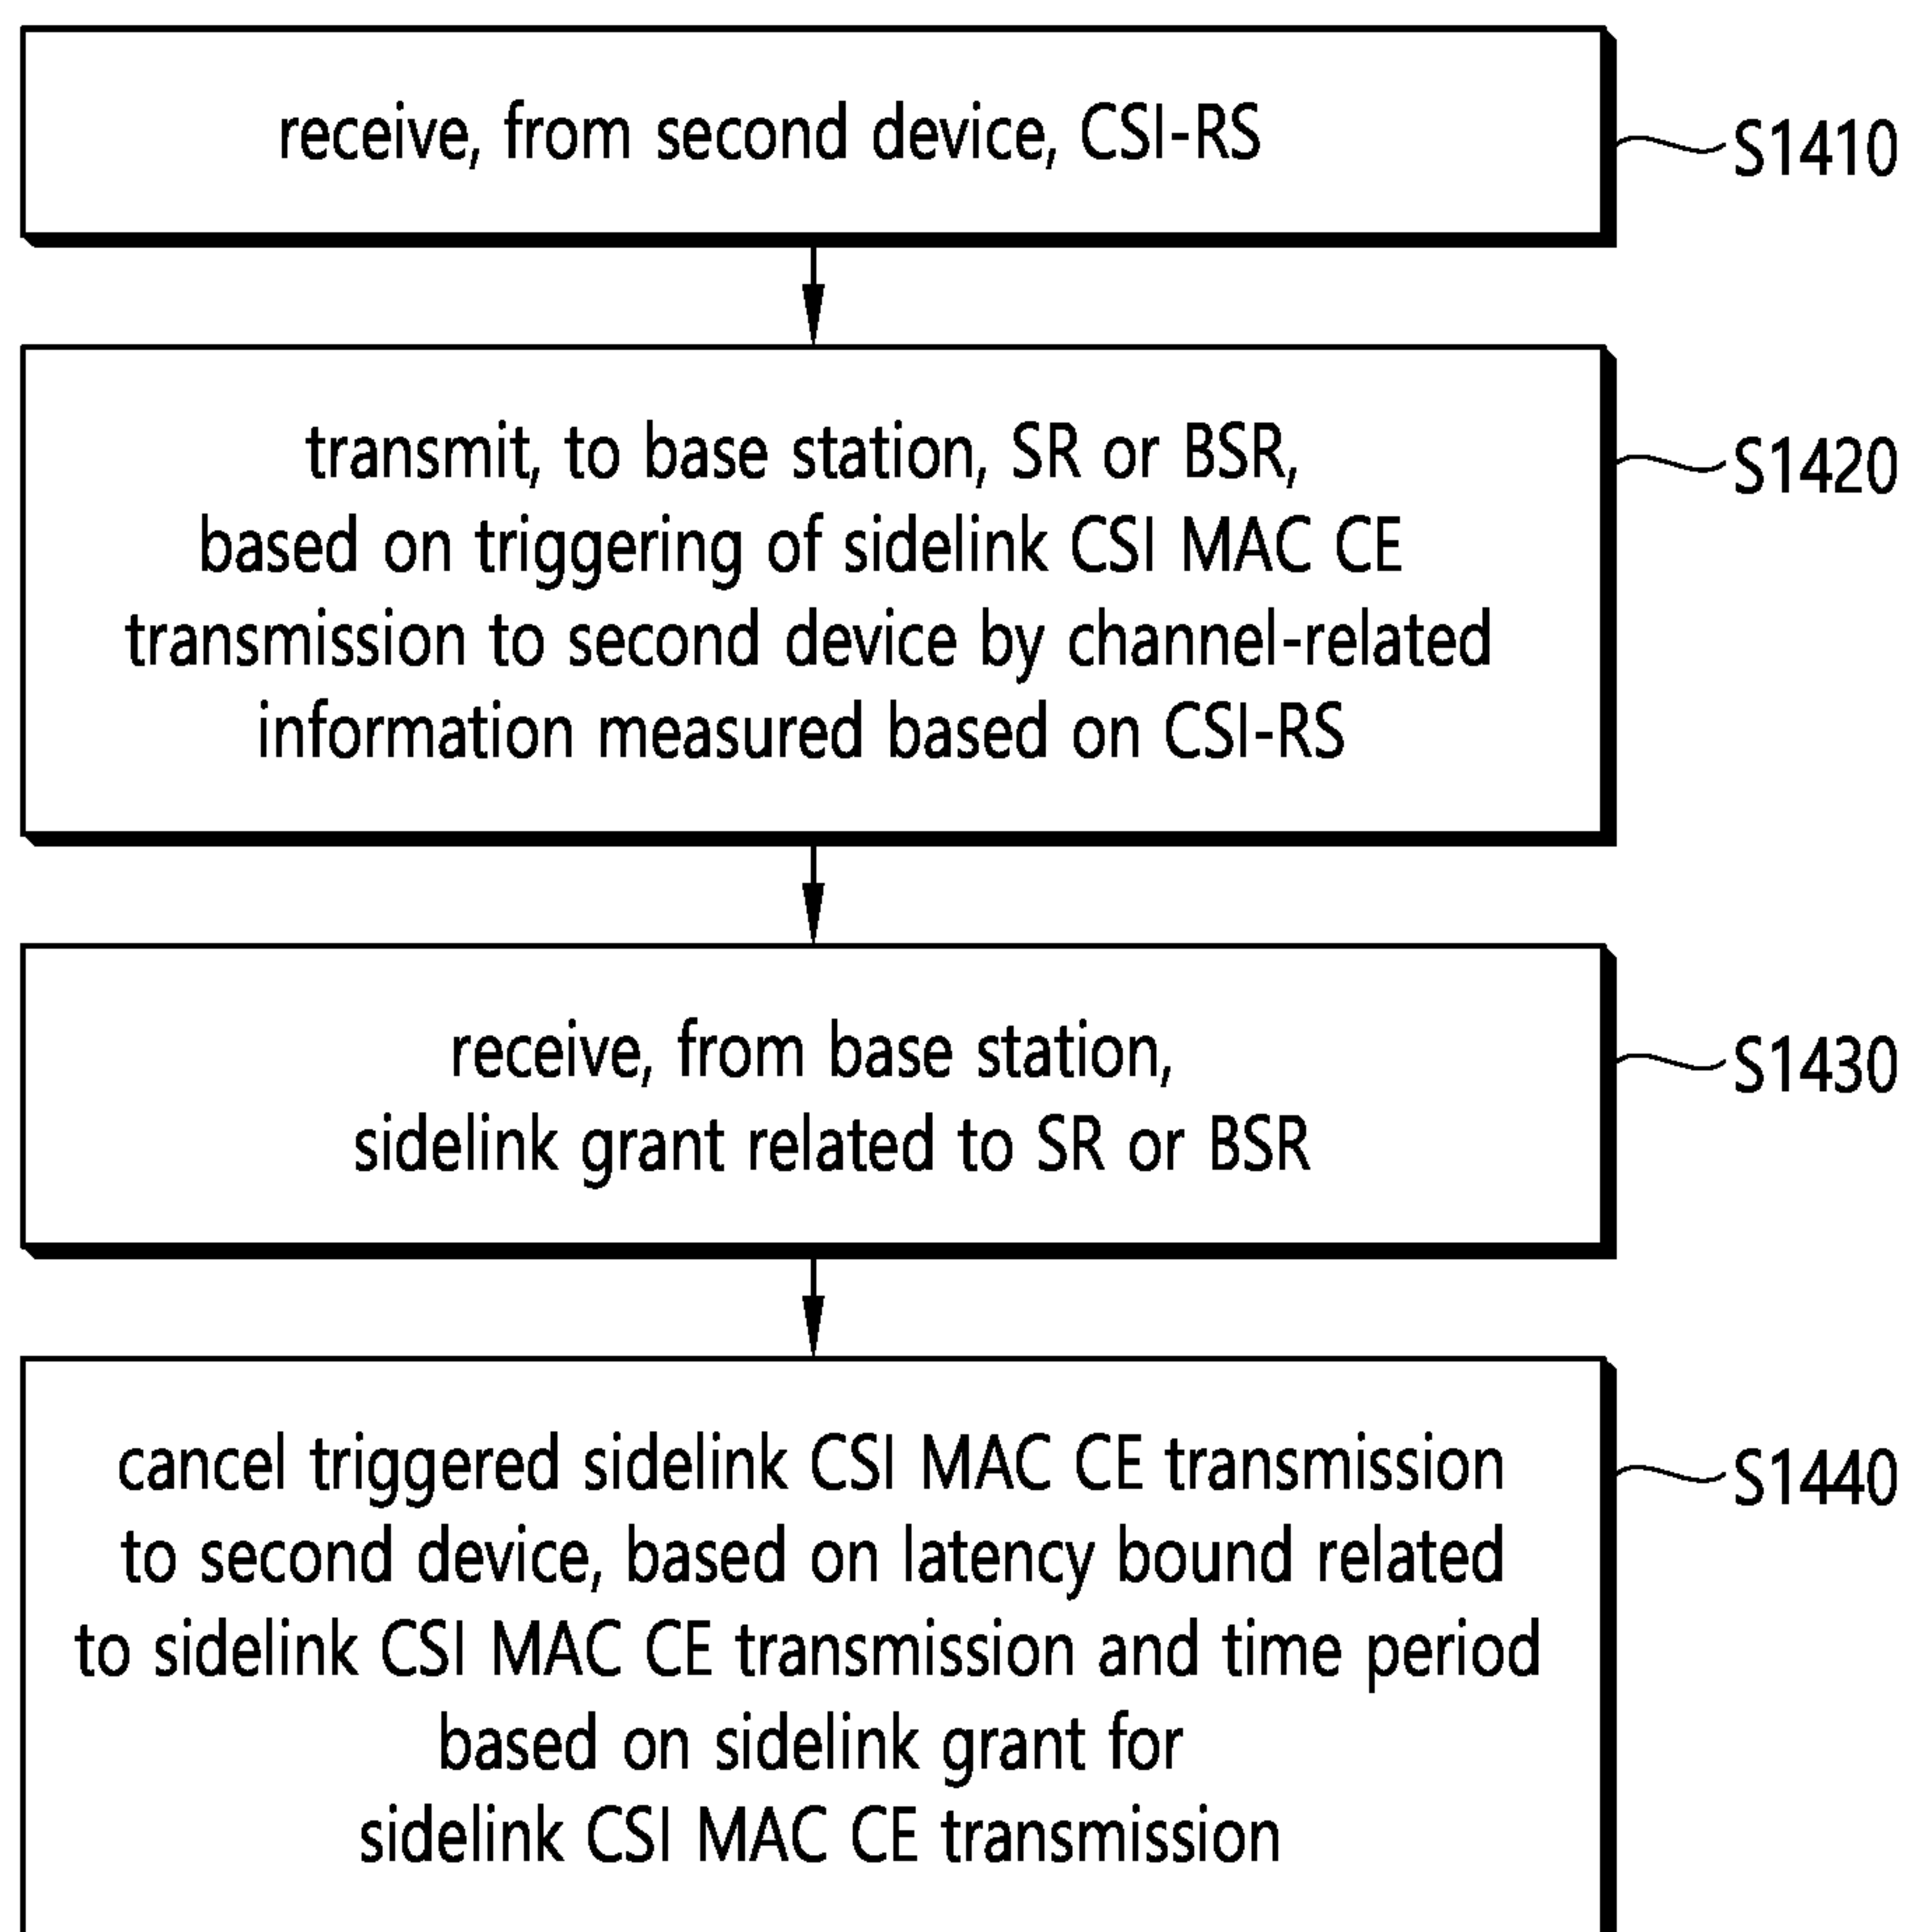 receive, from second device, CSI-RS
S1410
transmit, to base station, SR or BSR,
based on triggering of sidelink CSI MAC CE
transmission to second device by channel-related
information measured based on CSI-RS
S1420
receive, from base station,
sidelink grant related to SR or BSR
S1430
cancel triggered sidelink CSI MAC CE transmission
to second device, based on latency bound related
to sidelink CSI MAC CE transmission and time period
based on sidelink grant for
sidelink CSI MAC CE transmission
S1440